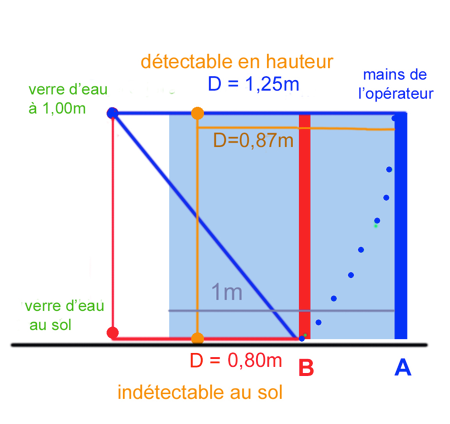 détectable en hauteur
D = 1,25m
mains de
l'opérateur
verre d'eau
à 1,00m
D=0,87m
1m
verre d'eau
au sol
D = 0,80m
B
A
indétectable au sol